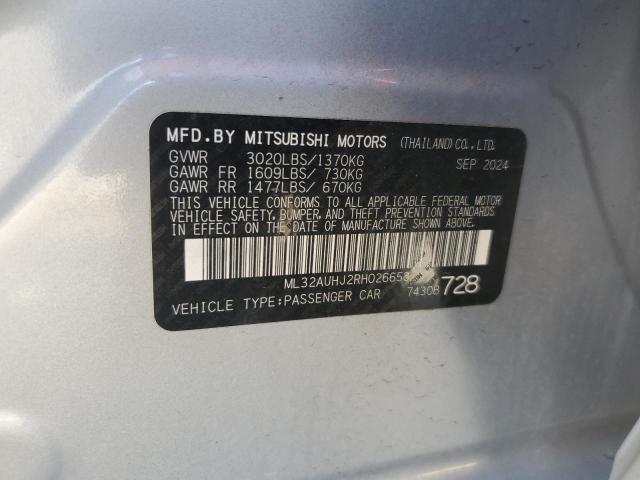 MFD.BY MITSUBISHI MOTORS (THAILAND) CO.,LTD.
GVWR 3020LBS/1370KG SEP 2024
GAWR FR 1609LBS/ 730KG
GAWR RR 1477LBS/ 670KG
THIS VEHICLE CONFORMS TO ALL APPLICABLE FEDERAL MOTOR
VEHICLE SAFETY, BUMPER, AND THEFT PREVENTION STANDARDS
IN EFFECT ON THE DATE OF MANUFACTURE SHOWN ABOVE.
VEHICLE TYPE:PASSENGER CAR 7430B 728